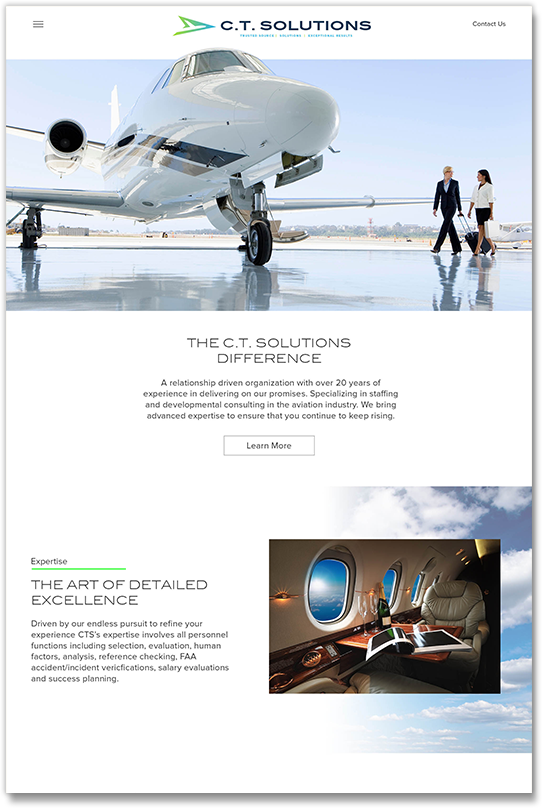 C.T. SOLUTIONS
TRUSTED SOURCE | SOLUTIONS | EXCEPTIONAL RESULTS
Contact Us
THE C.T. SOLUTIONS
DIFFERENCE
A relationship driven organization with over 20 years of
experience in delivering on our promises. Specializing in staffing
and developmental consulting in the aviation industry. We bring
advanced expertise to ensure that you continue to keep rising.
Learn More
Expertise
THE ART OF DETAILED
EXCELLENCE
Driven by our endless pursuit to refine your
experience CTS's expertise involves all personnel
functions including selection, evaluation, human
factors, analysis, reference checking, FAA
accident/incident vericfications, salary evaluations
and success planning.